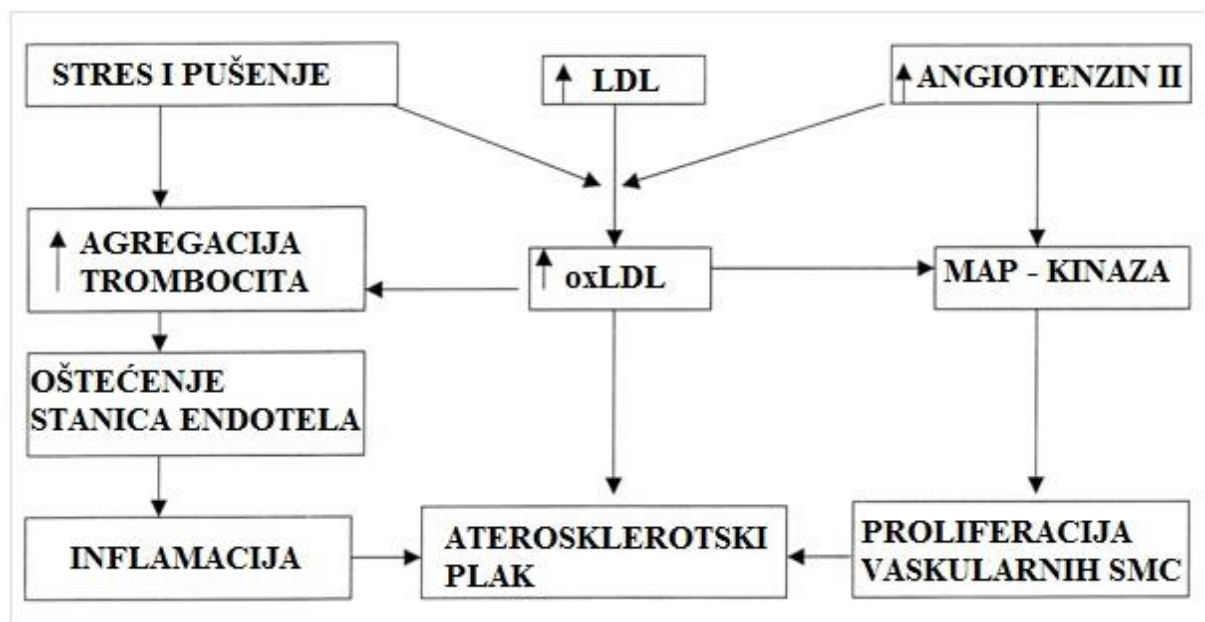 STRES I PUŠENJE
LDL
ANGIOTENZIN II
AGREGACIJA
TROMBOCITA
oxLDL
MAP - KINAZA
OŠTEĆENJE
STANICA ENDOTELA
INFLAMACIJA
ATEROSKLEROTSKI
PLAK
PROLIFERACIJA
VASKULARNIH SMC